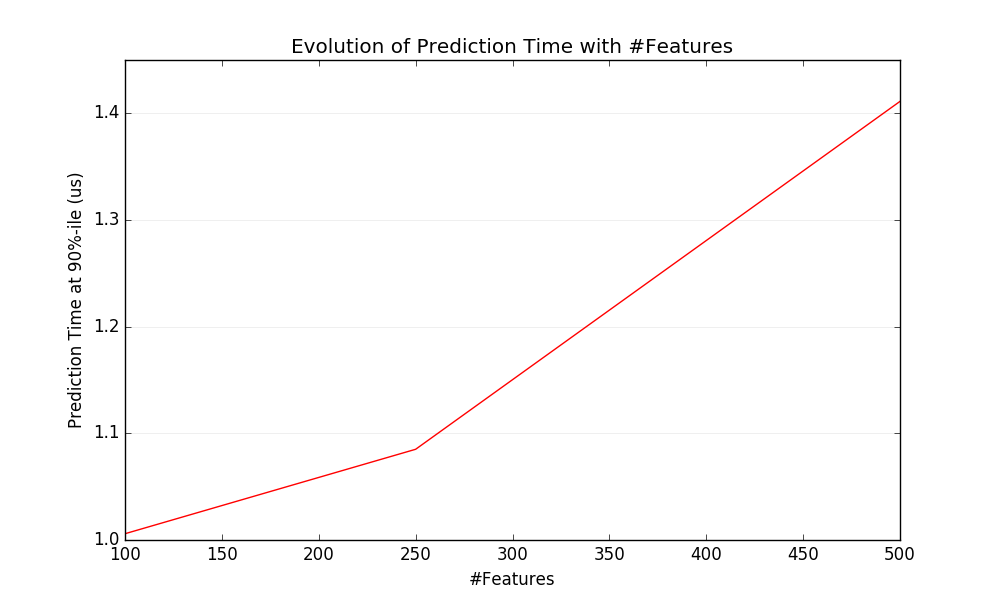 Evolution of Prediction Time with #Features
Prediction Time at 90%-ile (us)
1.4
1.3
1.2
1.1
1.0
100 150 200 250 300 350 400 450 500
#Features